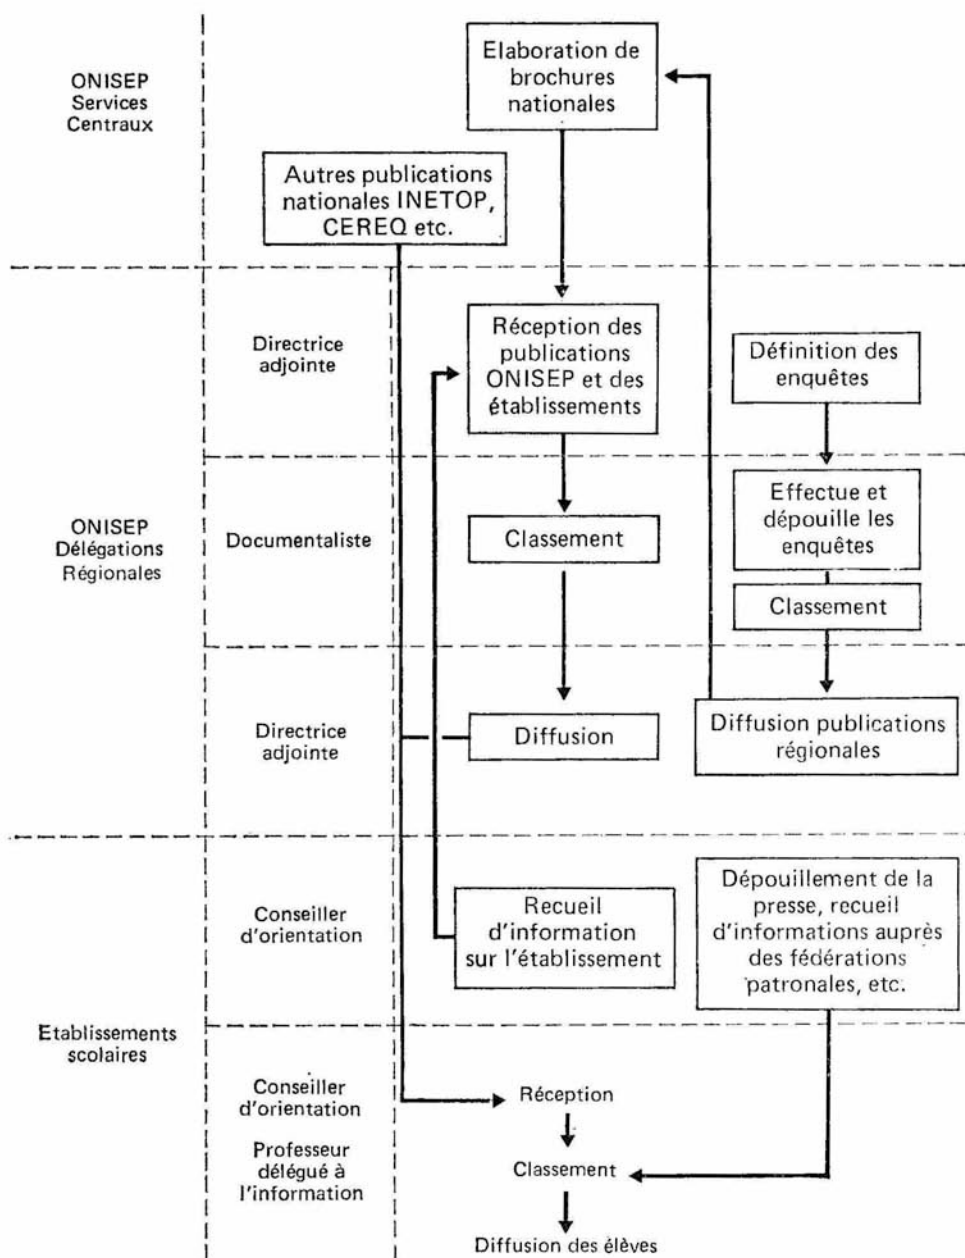 ONISEP
Services
Centraux
Elaboration de
brochures
nationales
Autres publications
nationales INETOP,
CEREQ etc.
ONISEP
Délégations
Régionales
Directrice
adjointe
Réception des
publications
ONISEP et des
établissements
Définition des
enquêtes
Documentaliste
Classement
Effectue et
dépouille les
enquêtes
Classement
Directrice
adjointe
Diffusion
Diffusion publications
régionales
Etablissements
scolaires
Conseiller
d'orientation
Recueil
d'information
sur l'établissement
Dépouillement de la
presse, recueil
d'informations auprès
des fédérations
patronales, etc.
Conseiller
d'orientation
Professeur
délégué à
l'information
Réception
Classement
Diffusion des élèves